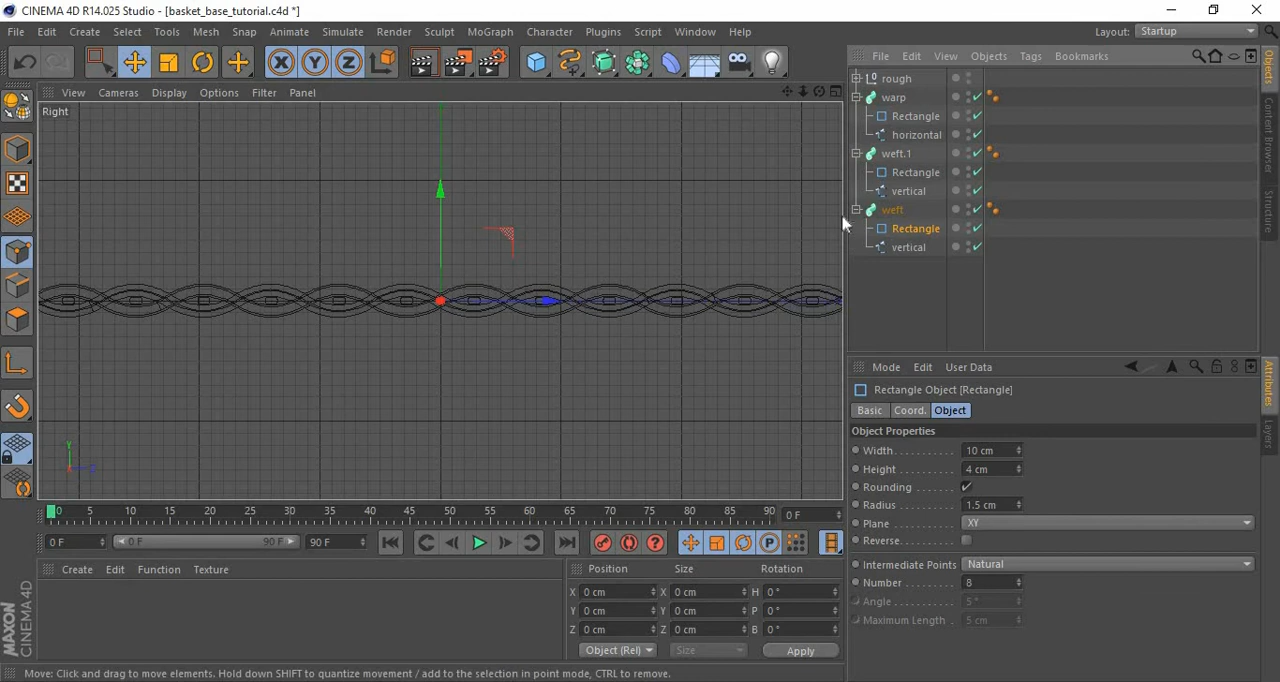 CINEMA 4D R14.025 Studio - [basket_base_tutorial.c4d *]
File Edit Create Select Tools Mesh Snap Animate Simulate Render Sculpt MoGraph Character Plugins Script Window Help Layout: Startup
X Y Z
File Edit View Objects Tags Bookmarks
Objects
Content Browser
Structure
rough
warp
Rectangle
horizontal
weft.1
Rectangle
vertical
weft
Rectangle
vertical
View Cameras Display Options Filter Panel
Right
Y
Attributes
Layers
Mode Edit User Data
Rectangle Object [Rectangle]
Basic Coord. Object
Object Properties
Width 10 cm
Height 4 cm
Rounding
Radius 1.5 cm
Plane XY
Reverse
Intermediate Points Natural
Number 8
Angle 5°
Maximum Length 5 cm
0 5 10 15 20 25 30 35 40 45 50 55 60 65 70 75 80 85 90 0 F
0 F 0 F 90 F 90 F
Create Edit Function Texture
Position Size Rotation
X 0 cm X 0 cm H 0°
Y 0 cm Y 0 cm P 0°
Z 0 cm Z 0 cm B 0°
Object (Rel) Size Apply
MAXON
CINEMA 4D
Move: Click and drag to move elements. Hold down SHIFT to quantize movement / add to the selection in point mode, CTRL to remove.